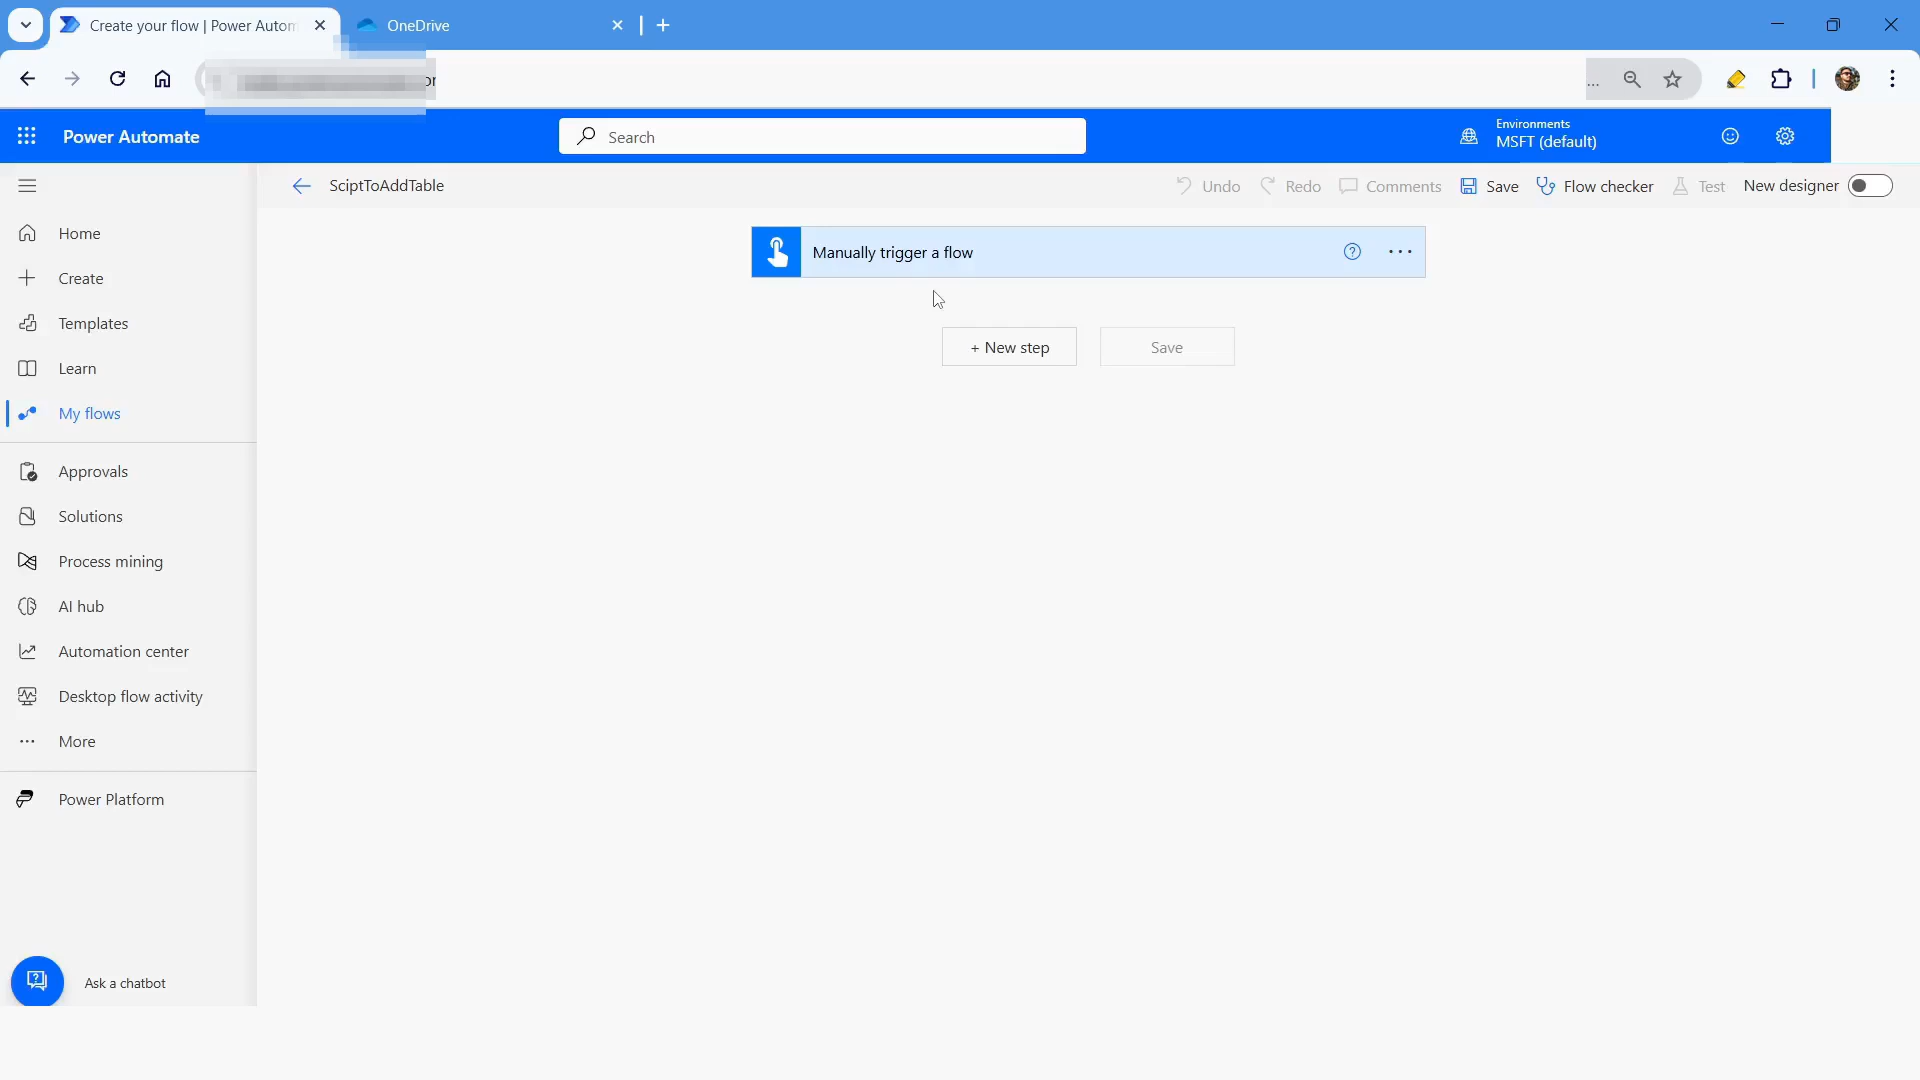 Create your flow | Power Autom
OneDrive
Power Automate
Search
Environments
MSFT (default)
SciptToAddTable
Undo
Redo
Comments
Save
Flow checker
Test
New designer
Home
Create
Templates
Learn
My flows
Approvals
Solutions
Process mining
AI hub
Automation center
Desktop flow activity
More
Power Platform
Ask a chatbot
Manually trigger a flow
+ New step
Save